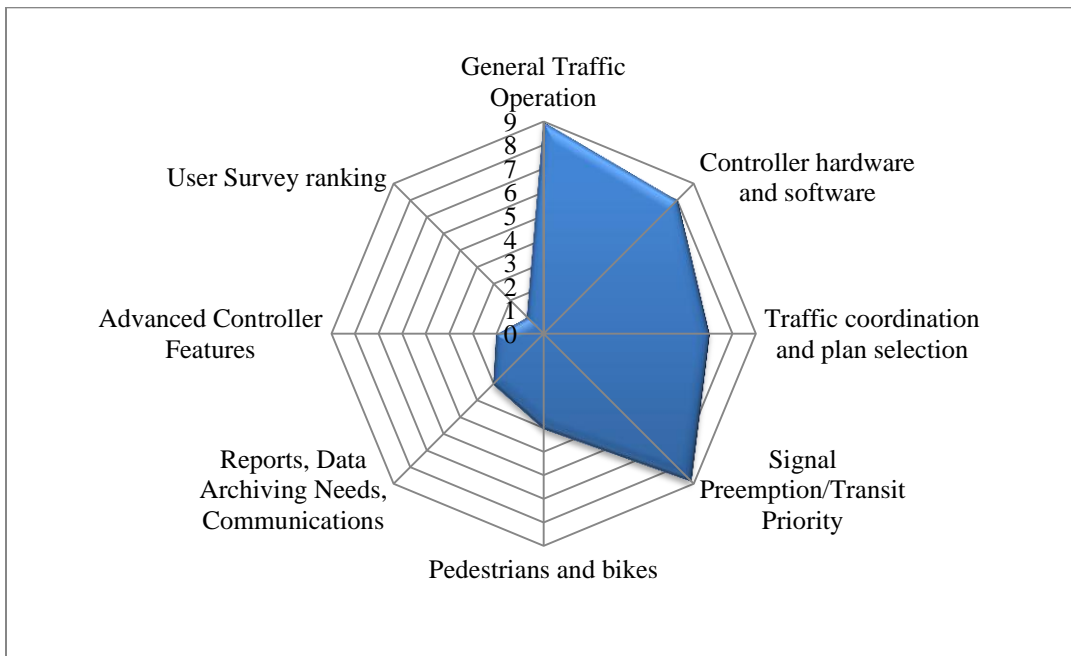 General Traffic
Operation
Controller hardware
and software
Traffic coordination
and plan selection
Signal
Preemption/Transit
Priority
Pedestrians and bikes
Reports, Data
Archiving Needs,
Communications
Advanced Controller
Features
User Survey ranking
9
8
7
6
5
4
3
2
1
0